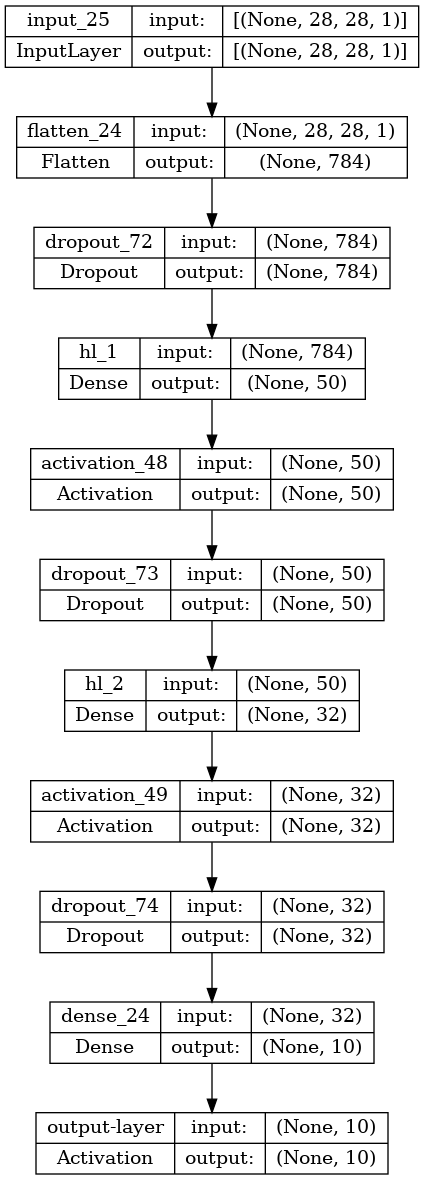 input_25 input: [(None, 28, 28, 1)]
InputLayer output: [(None, 28, 28, 1)]
flatten_24 input: (None, 28, 28, 1)
Flatten output: (None, 784)
dropout_72 input: (None, 784)
Dropout output: (None, 784)
hl_1 input: (None, 784)
Dense output: (None, 50)
activation_48 input: (None, 50)
Activation output: (None, 50)
dropout_73 input: (None, 50)
Dropout output: (None, 50)
hl_2 input: (None, 50)
Dense output: (None, 32)
activation_49 input: (None, 32)
Activation output: (None, 32)
dropout_74 input: (None, 32)
Dropout output: (None, 32)
dense_24 input: (None, 32)
Dense output: (None, 10)
output-layer input: (None, 10)
Activation output: (None, 10)